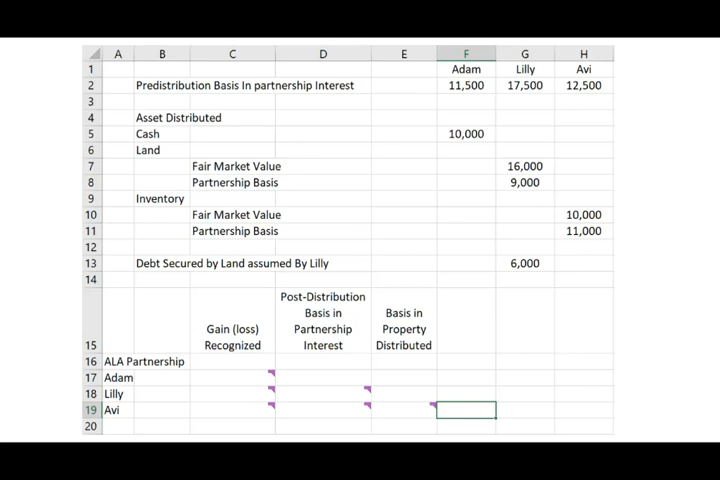 A B C D E F G H
1 Adam Lilly Avi
2 Predistribution Basis In partnership Interest 11,500 17,500 12,500
3
4 Asset Distributed
5 Cash 10,000
6 Land
7 Fair Market Value 16,000
8 Partnership Basis 9,000
9 Inventory
10 Fair Market Value 10,000
11 Partnership Basis 11,000
12
13 Debt Secured by Land assumed By Lilly 6,000
14
Post-Distribution
Basis in Basis in
Gain (loss) Partnership Property
15 Recognized Interest Distributed
16 ALA Partnership
17 Adam
18 Lilly
19 Avi
20